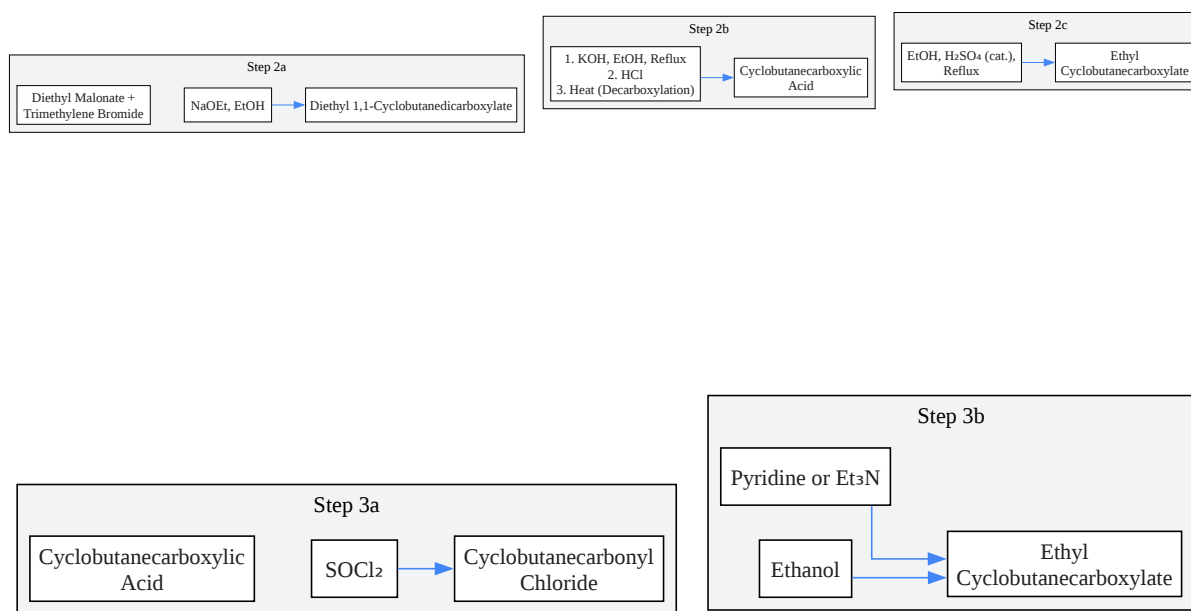 Step 2a
Diethyl Malonate +
Trimethylene Bromide
NaOEt, EtOH
Diethyl 1,1-Cyclobutanedicarboxylate
Step 2b
1. KOH, EtOH, Reflux
2. HCl
3. Heat (Decarboxylation)
Cyclobutanecarboxylic
Acid
Step 2c
EtOH, H₂SO₄ (cat.),
Reflux
Ethyl
Cyclobutanecarboxylate
Step 3a
Cyclobutanecarboxylic
Acid
SOCl₂
Cyclobutanecarbonyl
Chloride
Step 3b
Pyridine or Et₃N
Ethanol
Ethyl
Cyclobutanecarboxylate